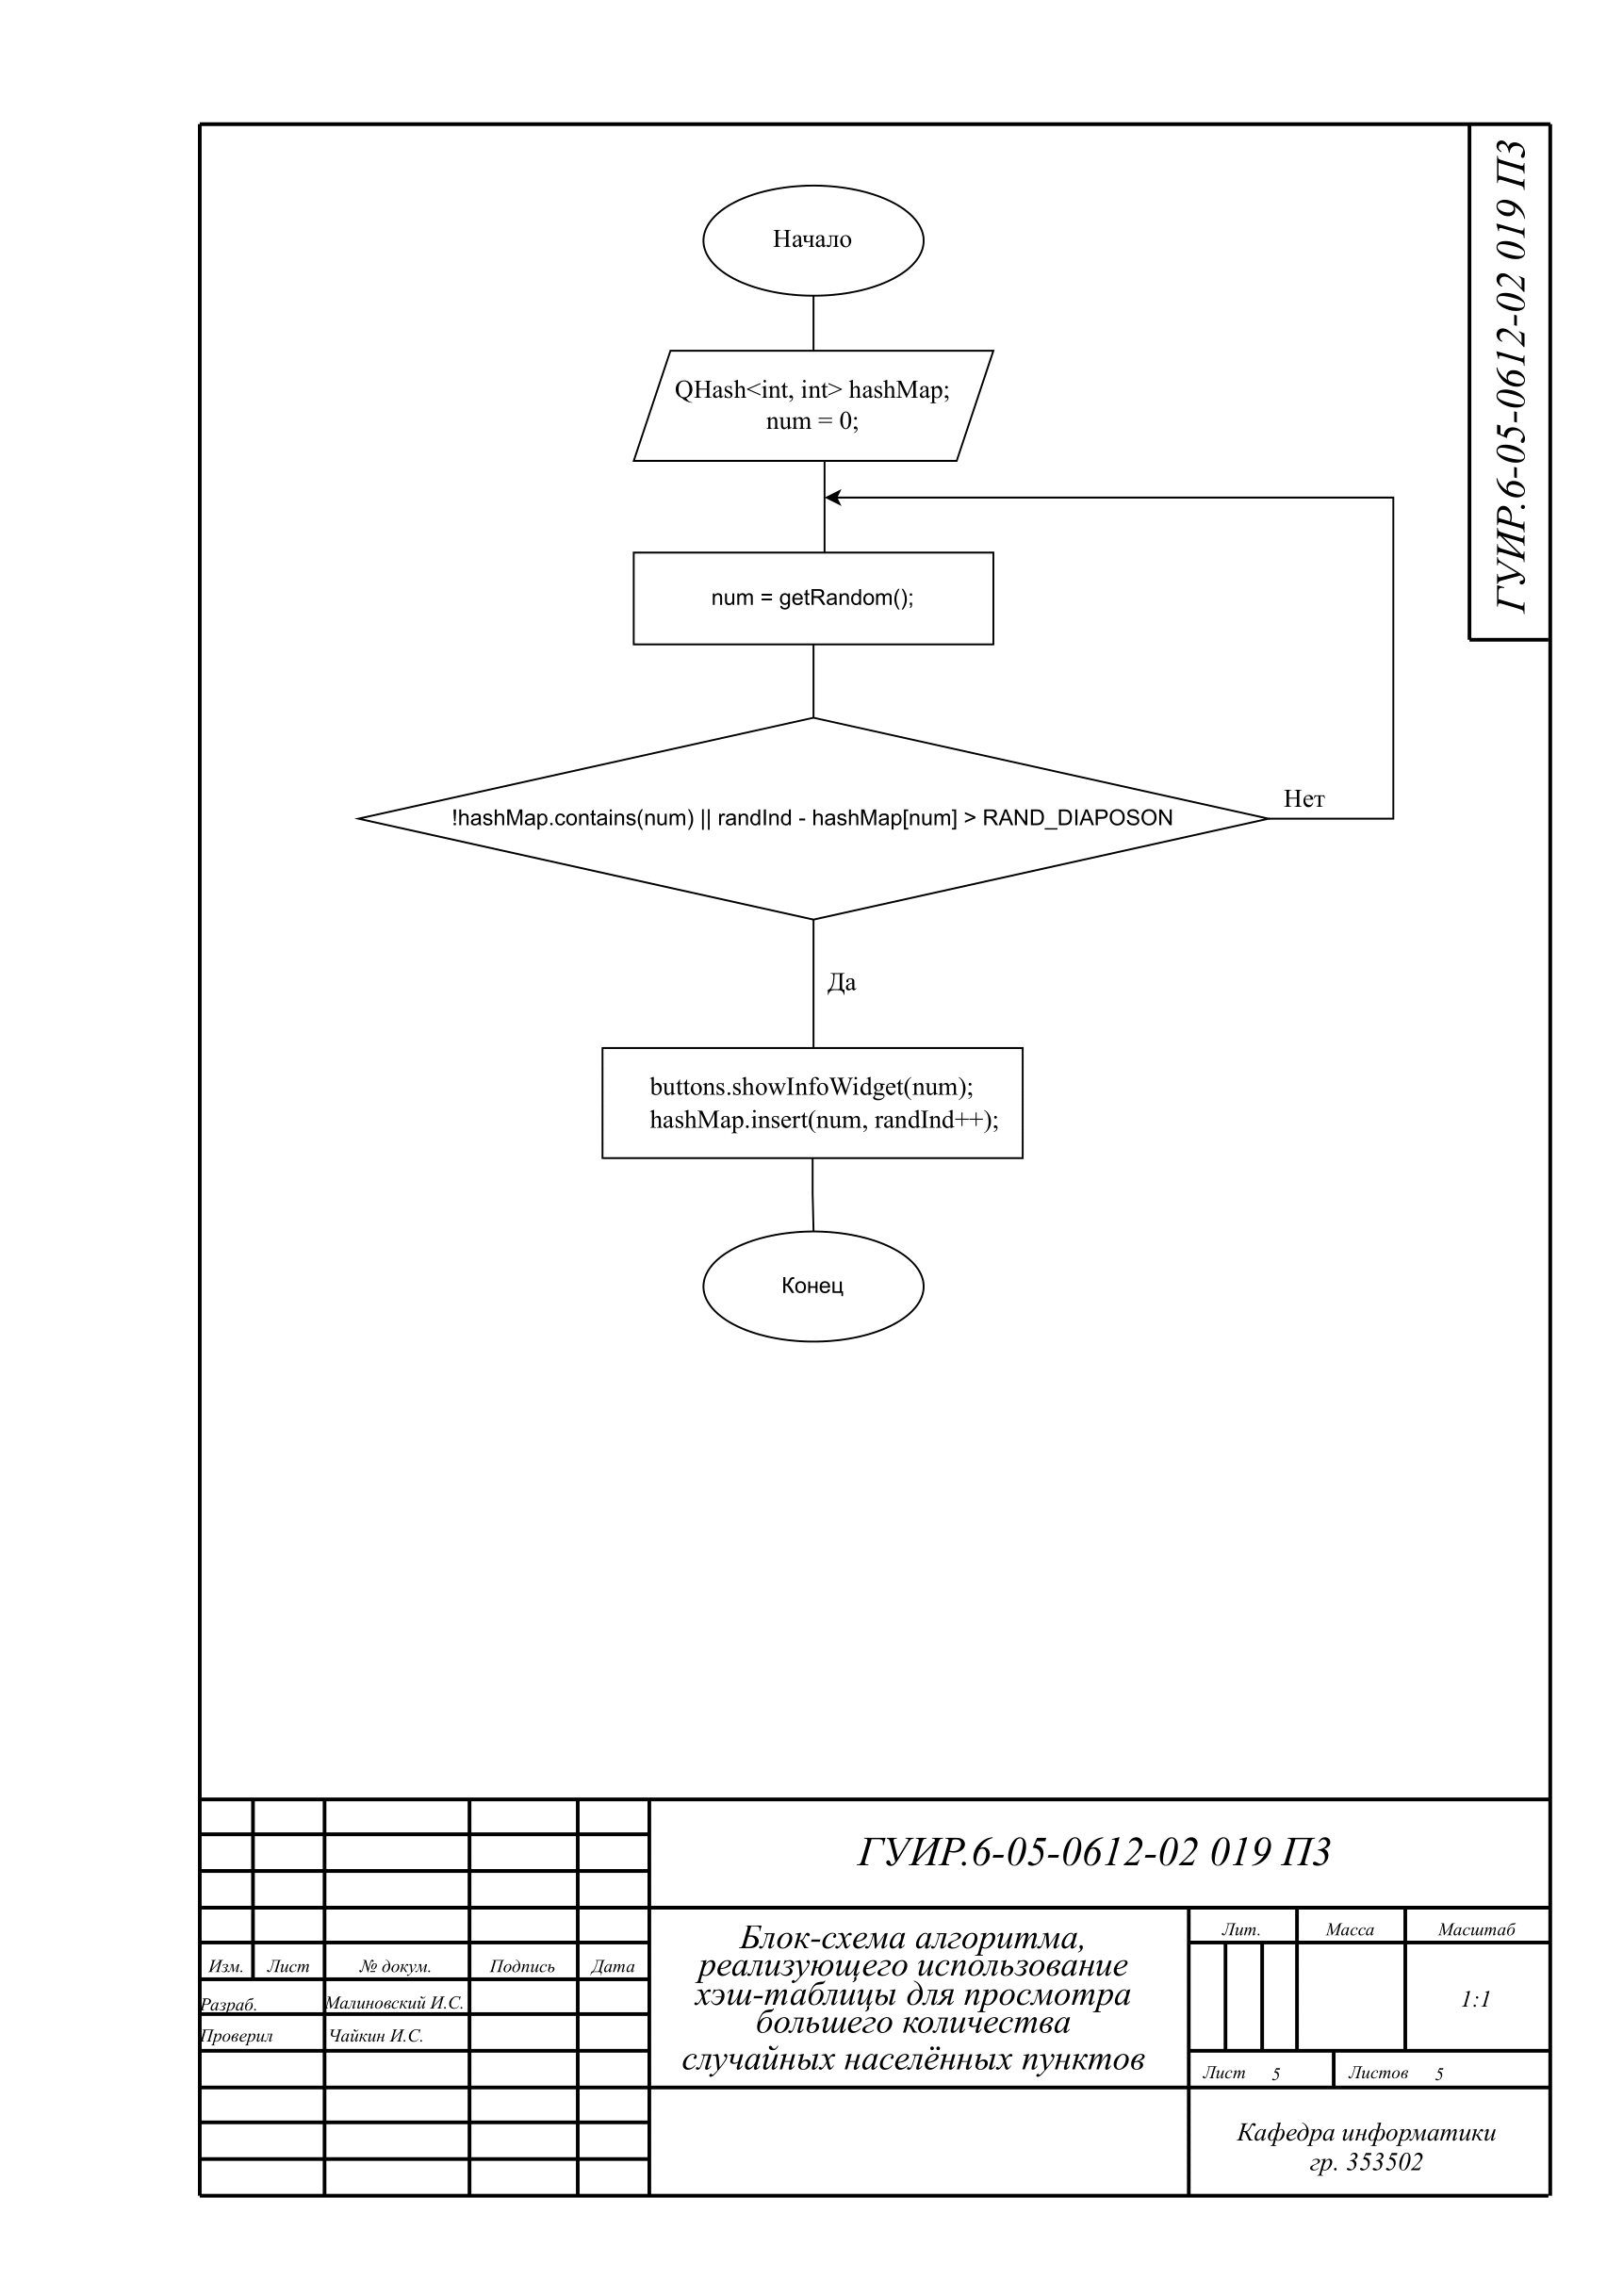 ГУИР.6-05-0612-02 019 ПЗ
Начало
QHash<int, int> hashMap;
num = 0;
num = getRandom();
!hashMap.contains(num) || randInd - hashMap[num] > RAND_DIAPOSON
Нет
Да
buttons.showInfoWidget(num);
hashMap.insert(num, randInd++);
Конец
ГУИР.6-05-0612-02 019 ПЗ
Блок-схема алгоритма,
реализующего использование
хэш-таблицы для просмотра
большего количества
случайных населённых пунктов
Лит. Масса Масштаб
1:1
Изм. Лист № докум. Подпись Дата
Разраб. Малиновский И.С.
Проверил Чайкин И.С.
Лист 5 Листов 5
Кафедра информатики
гр. 353502